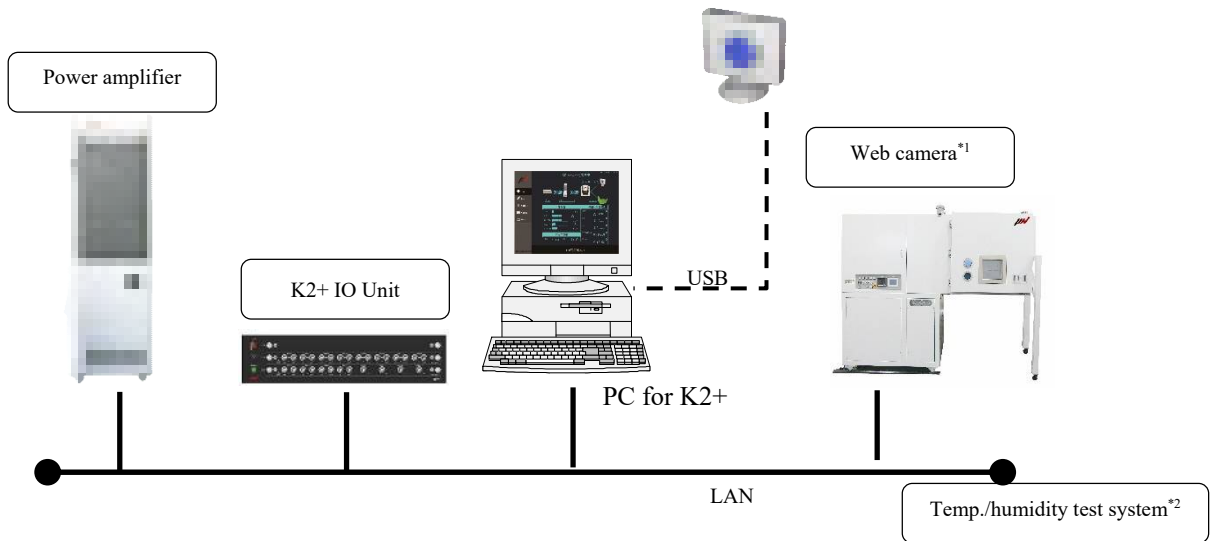 Power amplifier
Web camera*1
K2+ IO Unit
USB
PC for K2+
LAN
Temp./humidity test system*2